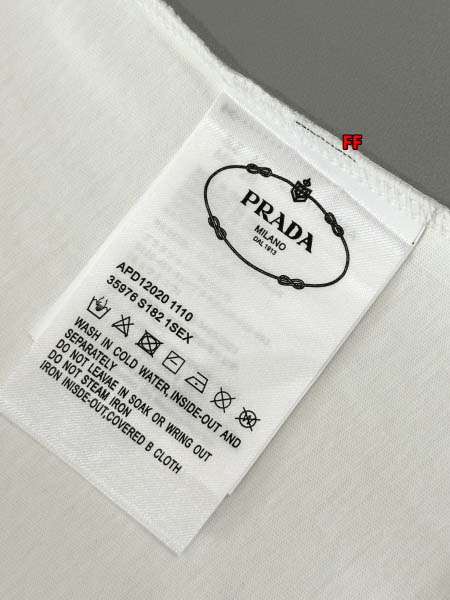 FF
PRADA
MILANO
DAL 1913
APD12020 1110
35976 S182 1SEX
WASH IN COLD WATER, INSIDE-OUT AND
SEPARATELY
DO NOT LEAVAE IN SOAK OR WRING OUT
DO NOT STEAM IRON
IRON INISDE-OUT,COVERED B CLOTH